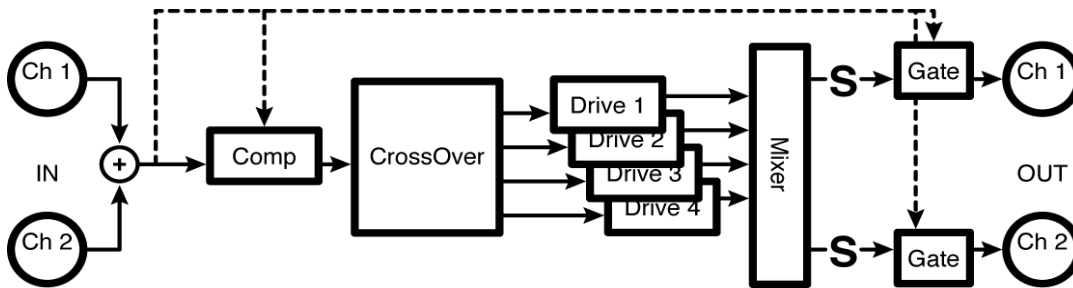 Ch 1
IN
Ch 2
+
Comp
CrossOver
Drive 1
Drive 2
Drive 3
Drive 4
Mixer
S
S
Gate
Gate
Ch 1
OUT
Ch 2